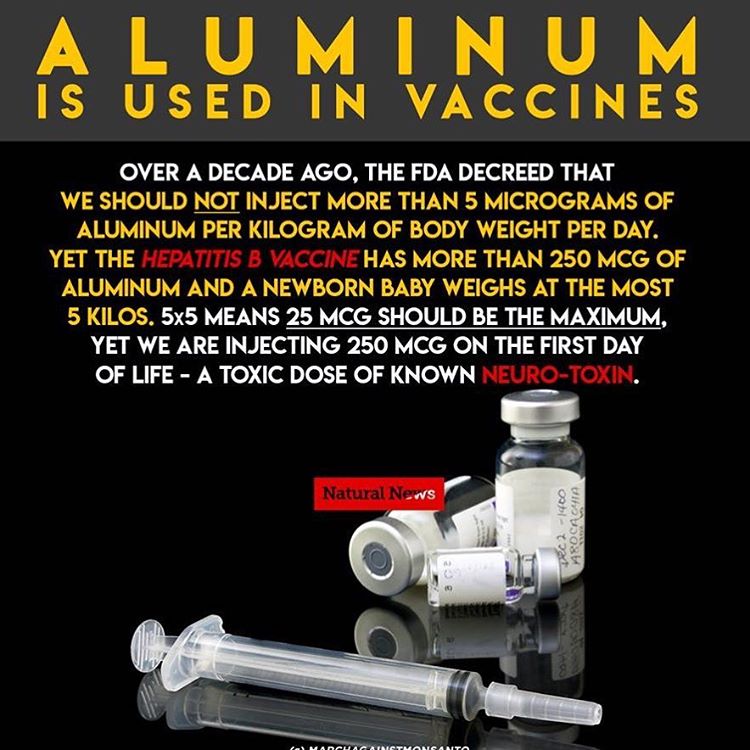 ALUMINUM
IS USED IN VACCINES
OVER A DECADE AGO, THE FDA DECREED THAT
WE SHOULD NOT INJECT MORE THAN 5 MICROGRAMS OF
ALUMINUM PER KILOGRAM OF BODY WEIGHT PER DAY.
YET THE HEPATITIS B VACCINE HAS MORE THAN 250 MCG OF
ALUMINUM AND A NEWBORN BABY WEIGHS AT THE MOST
5 KILOS. 5x5 MEANS 25 MCG SHOULD BE THE MAXIMUM,
YET WE ARE INJECTING 250 MCG ON THE FIRST DAY
OF LIFE - A TOXIC DOSE OF KNOWN NEURO-TOXIN.
Natural News
(c) MARCHAGAINSTMONSANTO